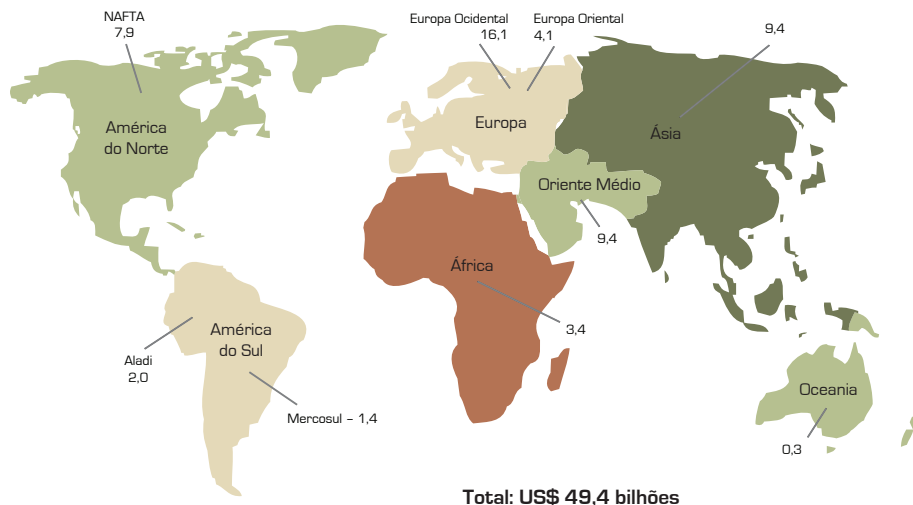 NAFTA
7,9
Europa Ocidental
16,1
Europa Oriental
4,1
9,4
América
do Norte
Europa
Ásia
Oriente Médio
9,4
África
3,4
América
do Sul
Aladi
2,0
Mercosul – 1,4
Oceania
0,3
Total: US$ 49,4 bilhões